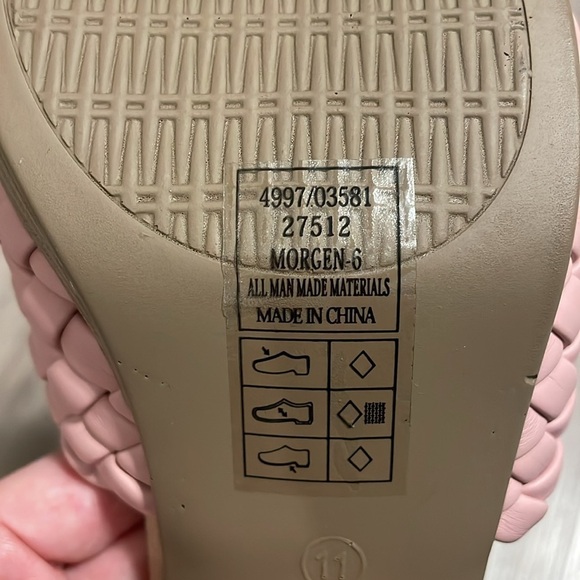 4997/03581
27512
MORGEN-6
ALL MAN MADE MATERIALS
MADE IN CHINA
11